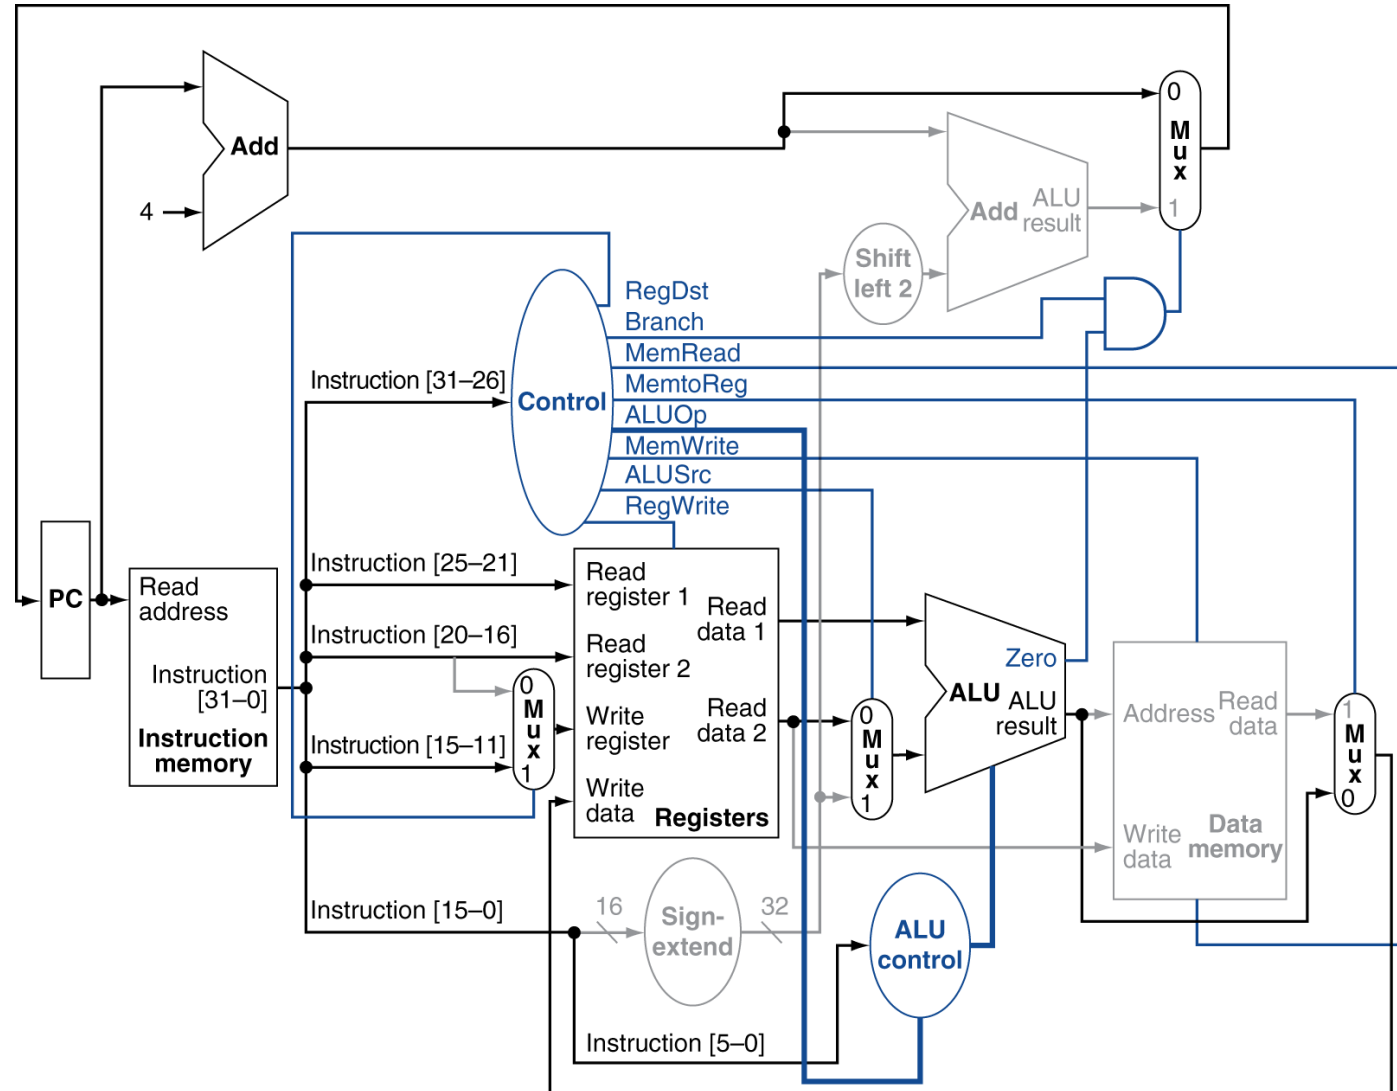 0
M
u
x
1
Add
4
Add
ALU
result
Shift
left 2
RegDst
Branch
MemRead
MemtoReg
ALUOp
MemWrite
ALUSrc
RegWrite
Instruction [31–26]
Control
PC
Read
address
Instruction
[31–0]
Instruction
memory
Instruction [25–21]
Instruction [20–16]
Instruction [15–11]
0
M
u
x
1
Read
register 1
Read
register 2
Write
register
Write
data
Read
data 1
Read
data 2
Registers
0
M
u
x
1
Zero
ALU
ALU
result
Address
Read
data
Write
data
Data
memory
1
M
u
x
0
Instruction [15–0]
16
Sign-
extend
32
ALU
control
Instruction [5–0]